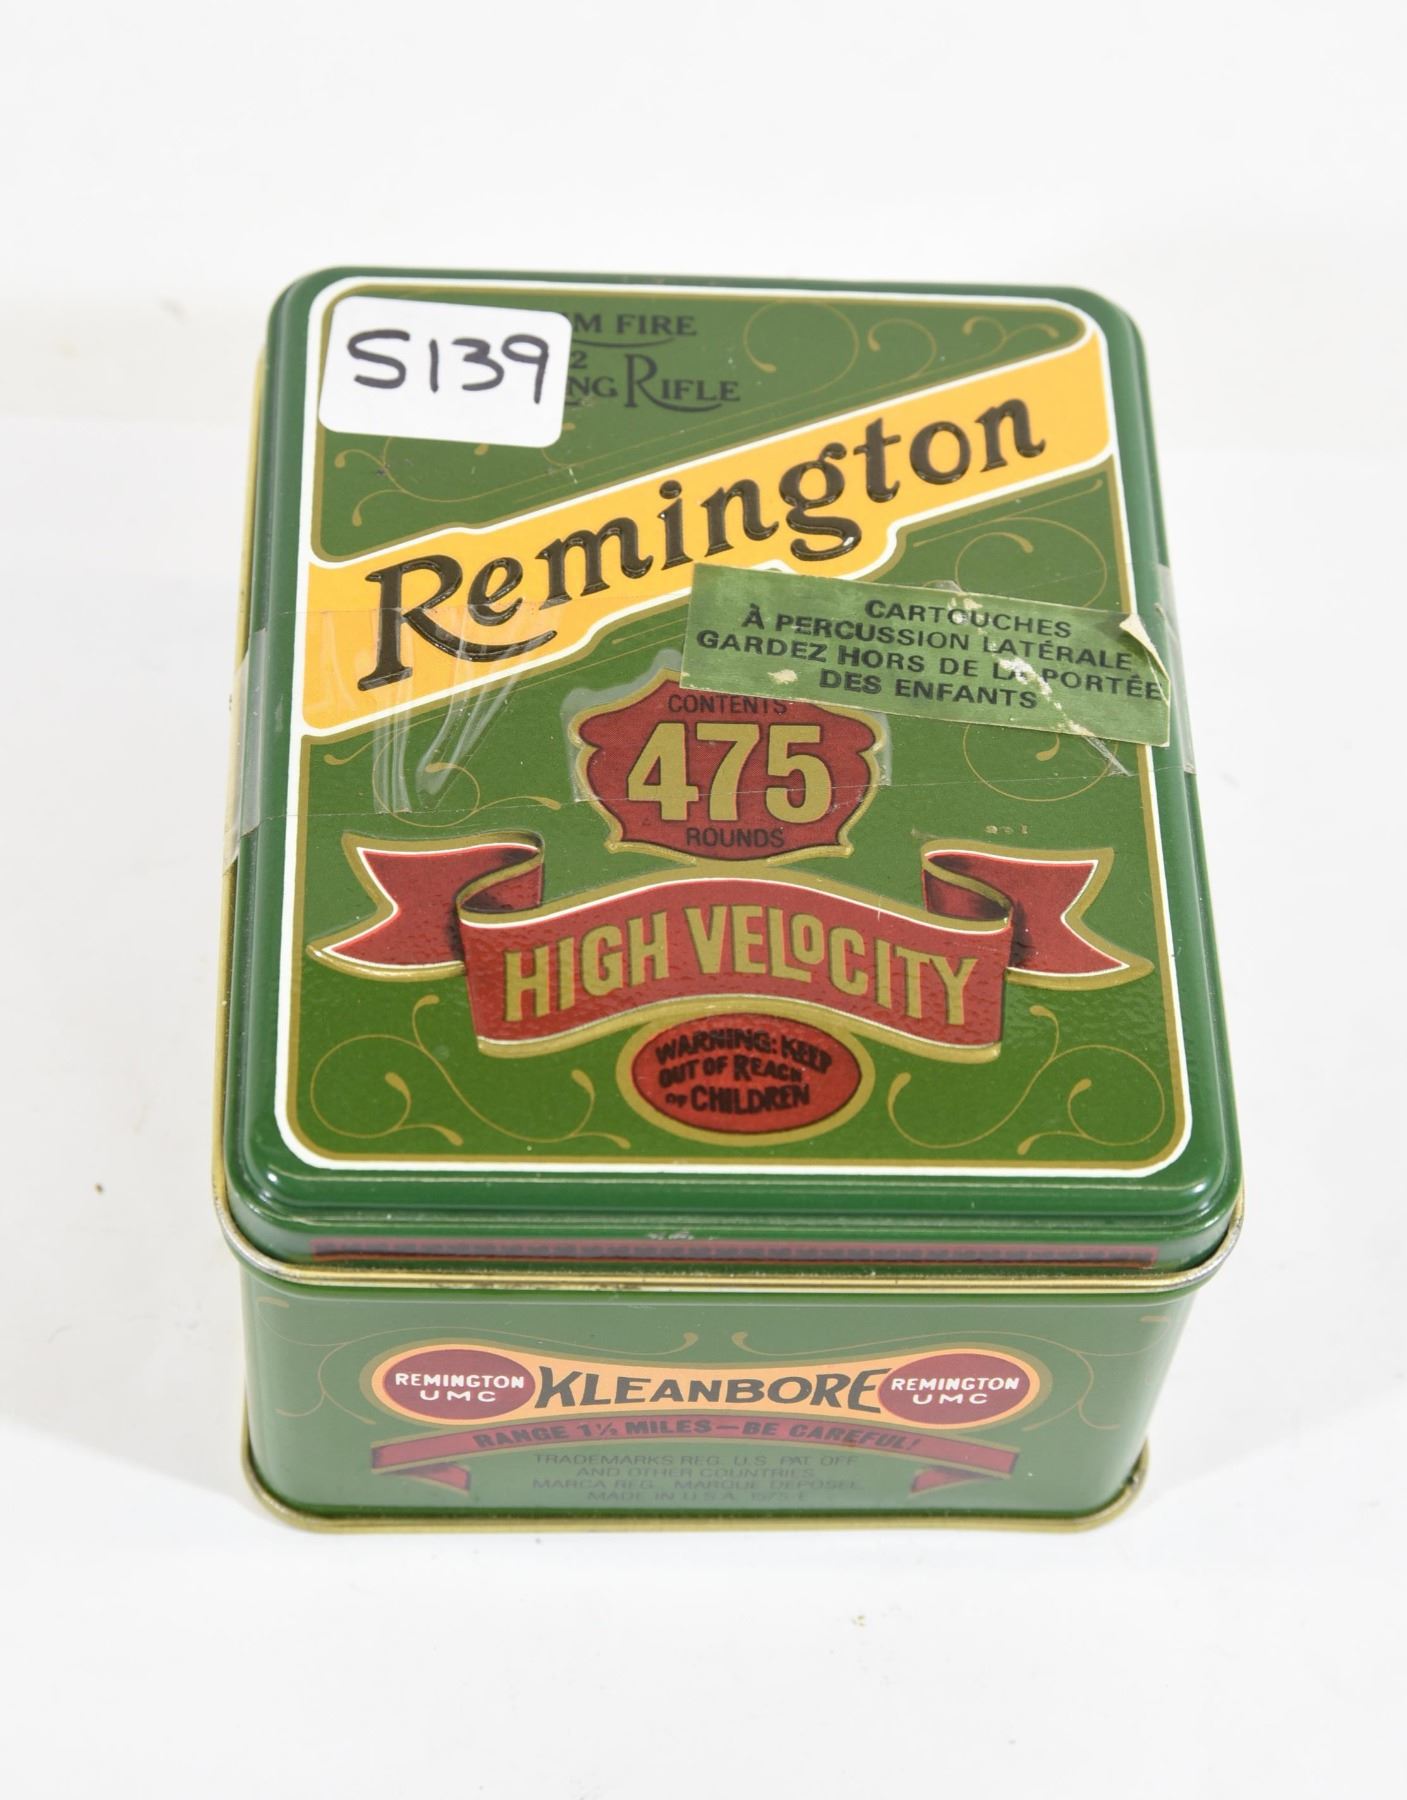 S139
FIRE
RIFLE
Remington
CARTOUCHES
À PERCUSSION LATÉRALE
GARDEZ HORS DE LA PORTÉE
DES ENFANTS
CONTENTS
475
ROUNDS
HIGH VELOCITY
WARNING: KEEP
OUT OF REACH
OF CHILDREN
REMINGTON
UMC
KLEANBORE
REMINGTON
UMC
RANGE 1½ MILES—BE CAREFUL!
TRADEMARKS REG. U.S. PAT. OFF.
AND OTHER COUNTRIES
MARCA REG. MARQUE DEPOSEE
MADE IN U.S.A.